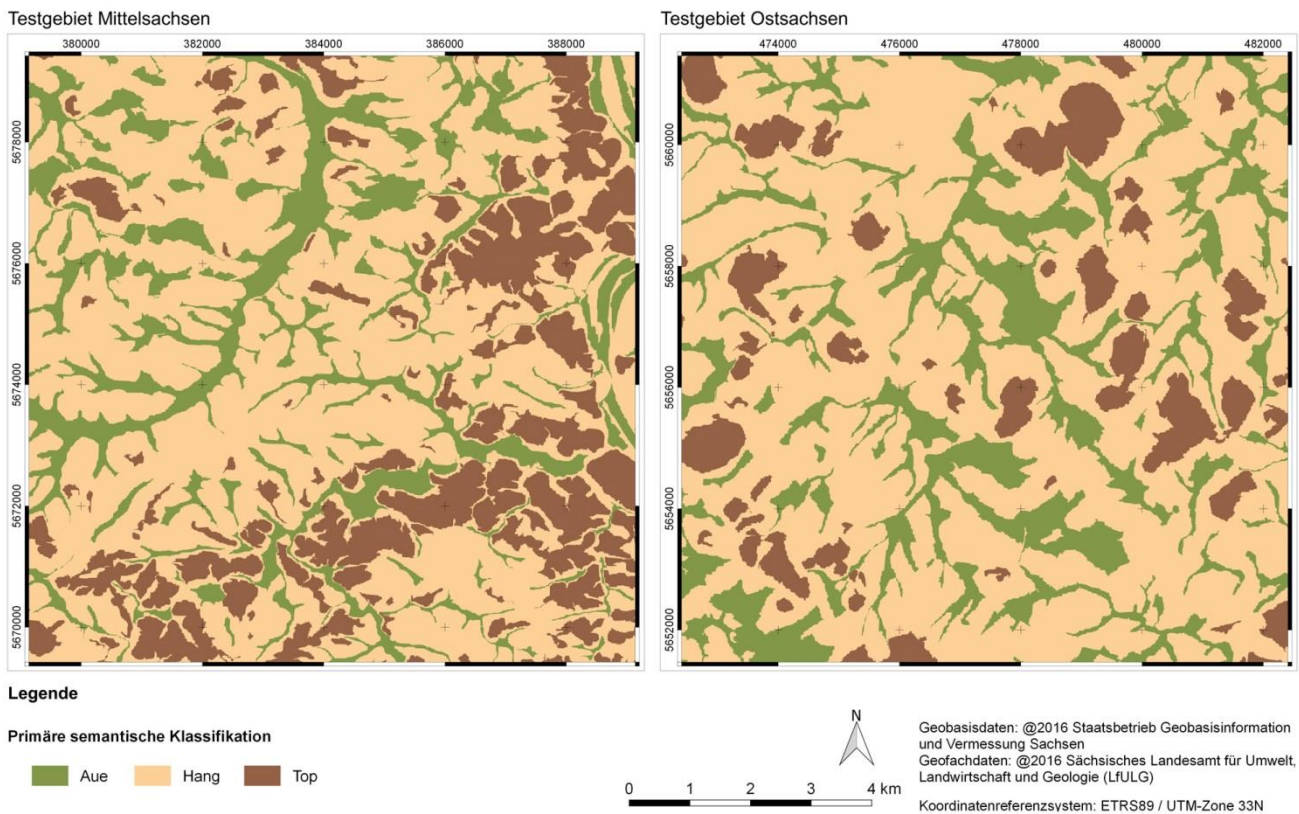 Testgebiet Mittelsachsen
380000 382000 384000 386000 388000
5678000
5676000
5674000
5672000
5670000
Testgebiet Ostsachsen
474000 476000 478000 480000 482000
5660000
5658000
5656000
5654000
5652000
Legende
Primäre semantische Klassifikation
Aue Hang Top
N
0 1 2 3 4 km
Geobasisdaten: @2016 Staatsbetrieb Geobasisinformation
und Vermessung Sachsen
Geofachdaten: @2016 Sächsisches Landesamt für Umwelt,
Landwirtschaft und Geologie (LfULG)
Koordinatenreferenzsystem: ETRS89 / UTM-Zone 33N